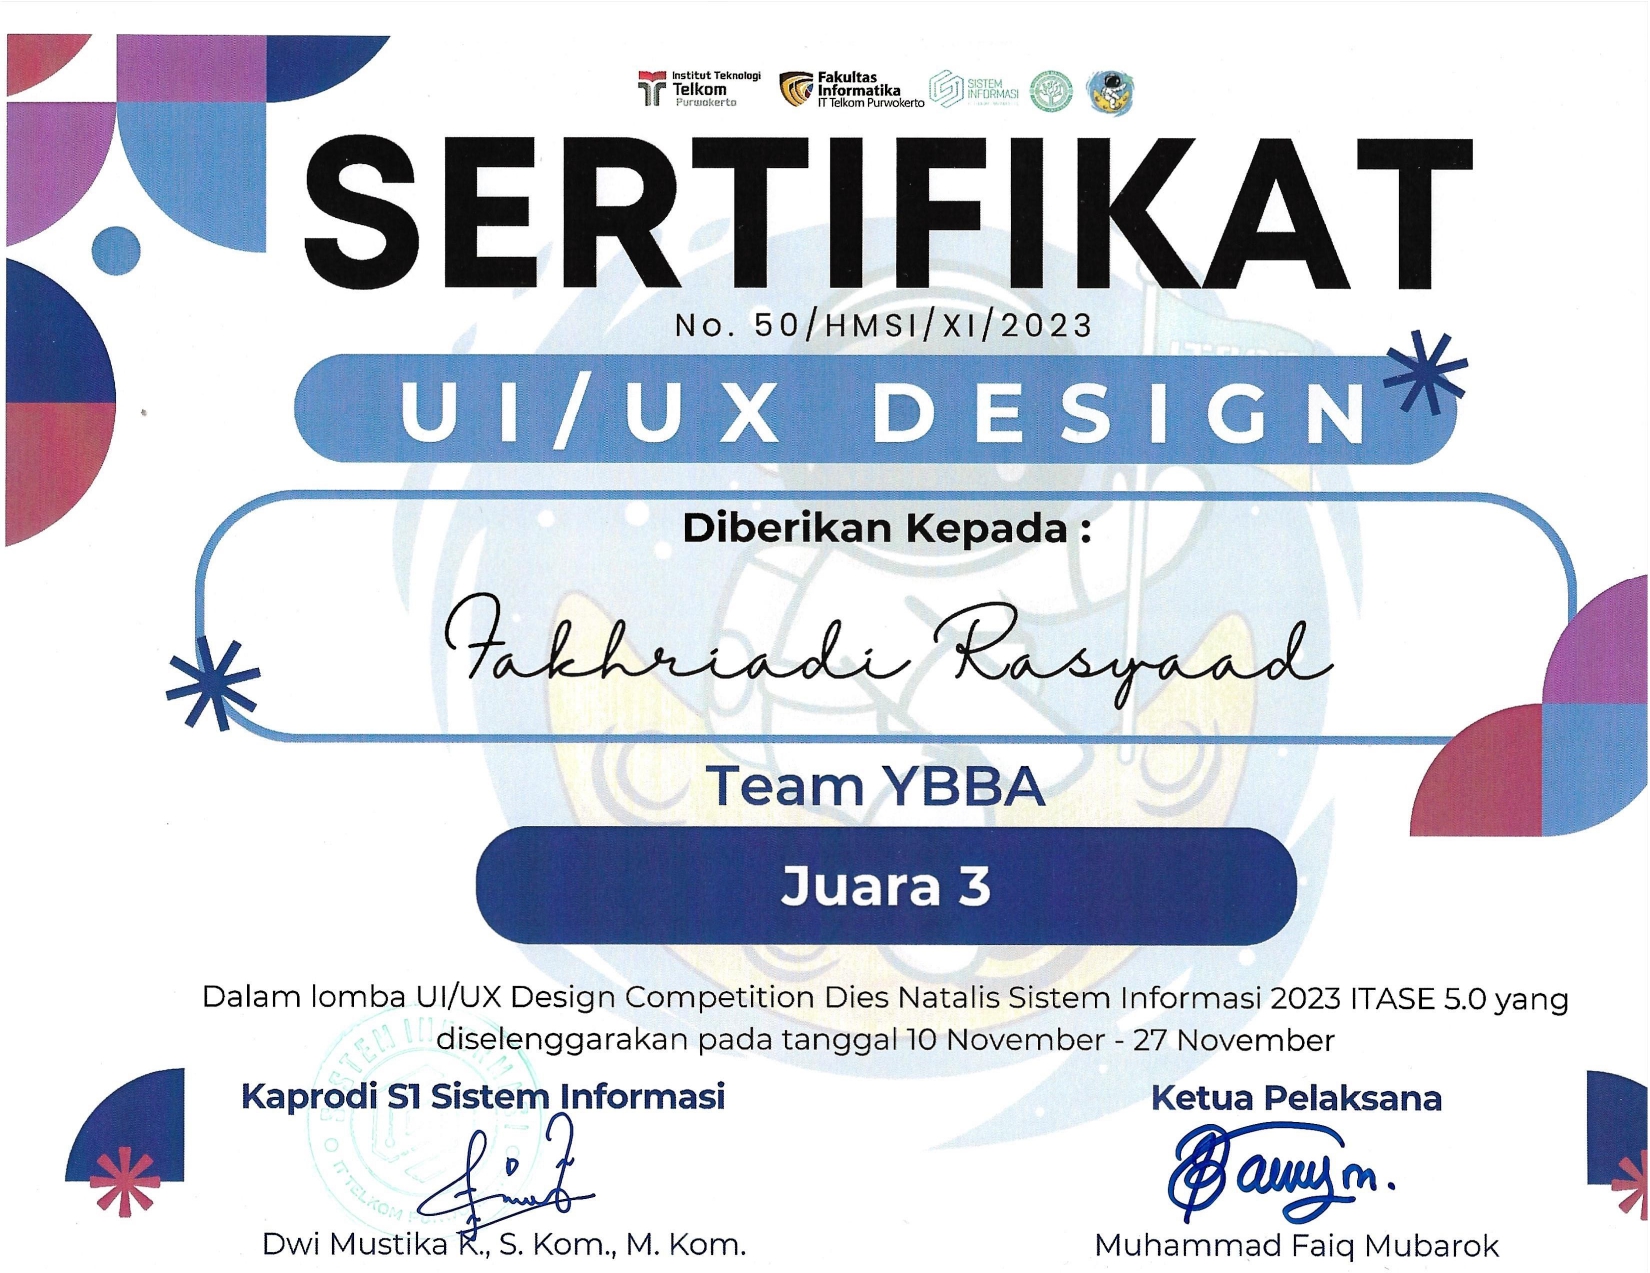 Institut Teknologi
Telkom
Purwokerto
Fakultas
Informatika
IT Telkom Purwokerto
SISTEM
INFORMASI
SERTIFIKAT
No. 50/HMSI/XI/2023
UI/UX DESIGN
Diberikan Kepada :
Fakhriadi Rasyaad
Team YBBA
Juara 3
Dalam lomba UI/UX Design Competition Dies Natalis Sistem Informasi 2023 ITASE 5.0 yang
diselenggarakan pada tanggal 10 November - 27 November
Kaprodi S1 Sistem Informasi
Ketua Pelaksana
Dwi Mustika K., S. Kom., M. Kom.
Muhammad Faiq Mubarok